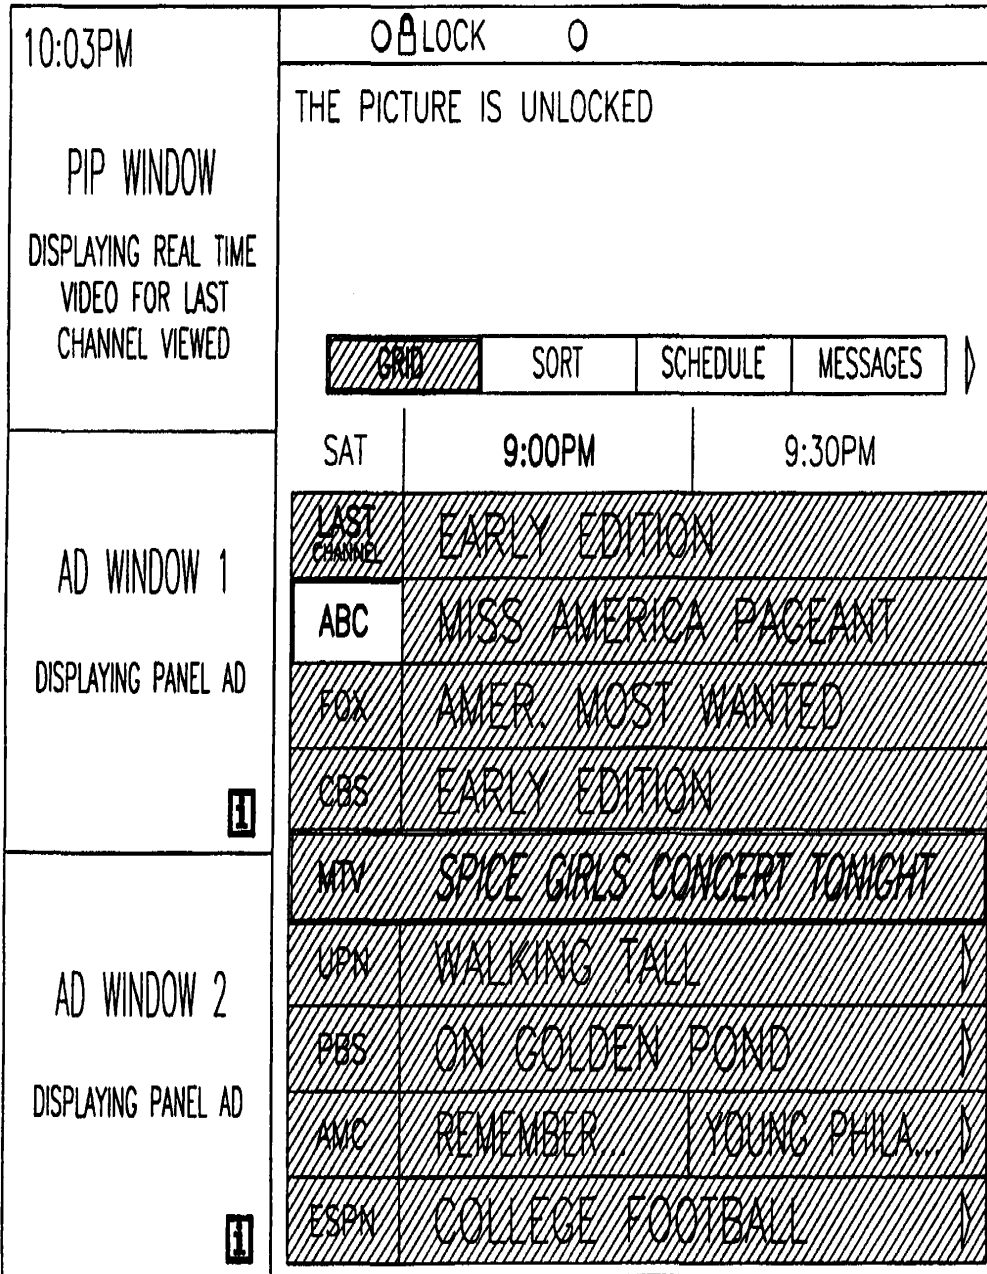 10:03PM
LOCK
THE PICTURE IS UNLOCKED
PIP WINDOW
DISPLAYING REAL TIME
VIDEO FOR LAST
CHANNEL VIEWED
GRID SORT SCHEDULE MESSAGES
SAT 9:00PM 9:30PM
LAST
CHANNEL
EARLY EDITION
ABC MISS AMERICA PAGEANT
FOX AMER. MOST WANTED
CBS EARLY EDITION
MTV SPICE GIRLS CONCERT TONIGHT
UPN WALKING TALL
PBS ON GOLDEN POND
AMC REMEMBER... YOUNG PHILA...
ESPN COLLEGE FOOTBALL
AD WINDOW 1
DISPLAYING PANEL AD
i
AD WINDOW 2
DISPLAYING PANEL AD
i